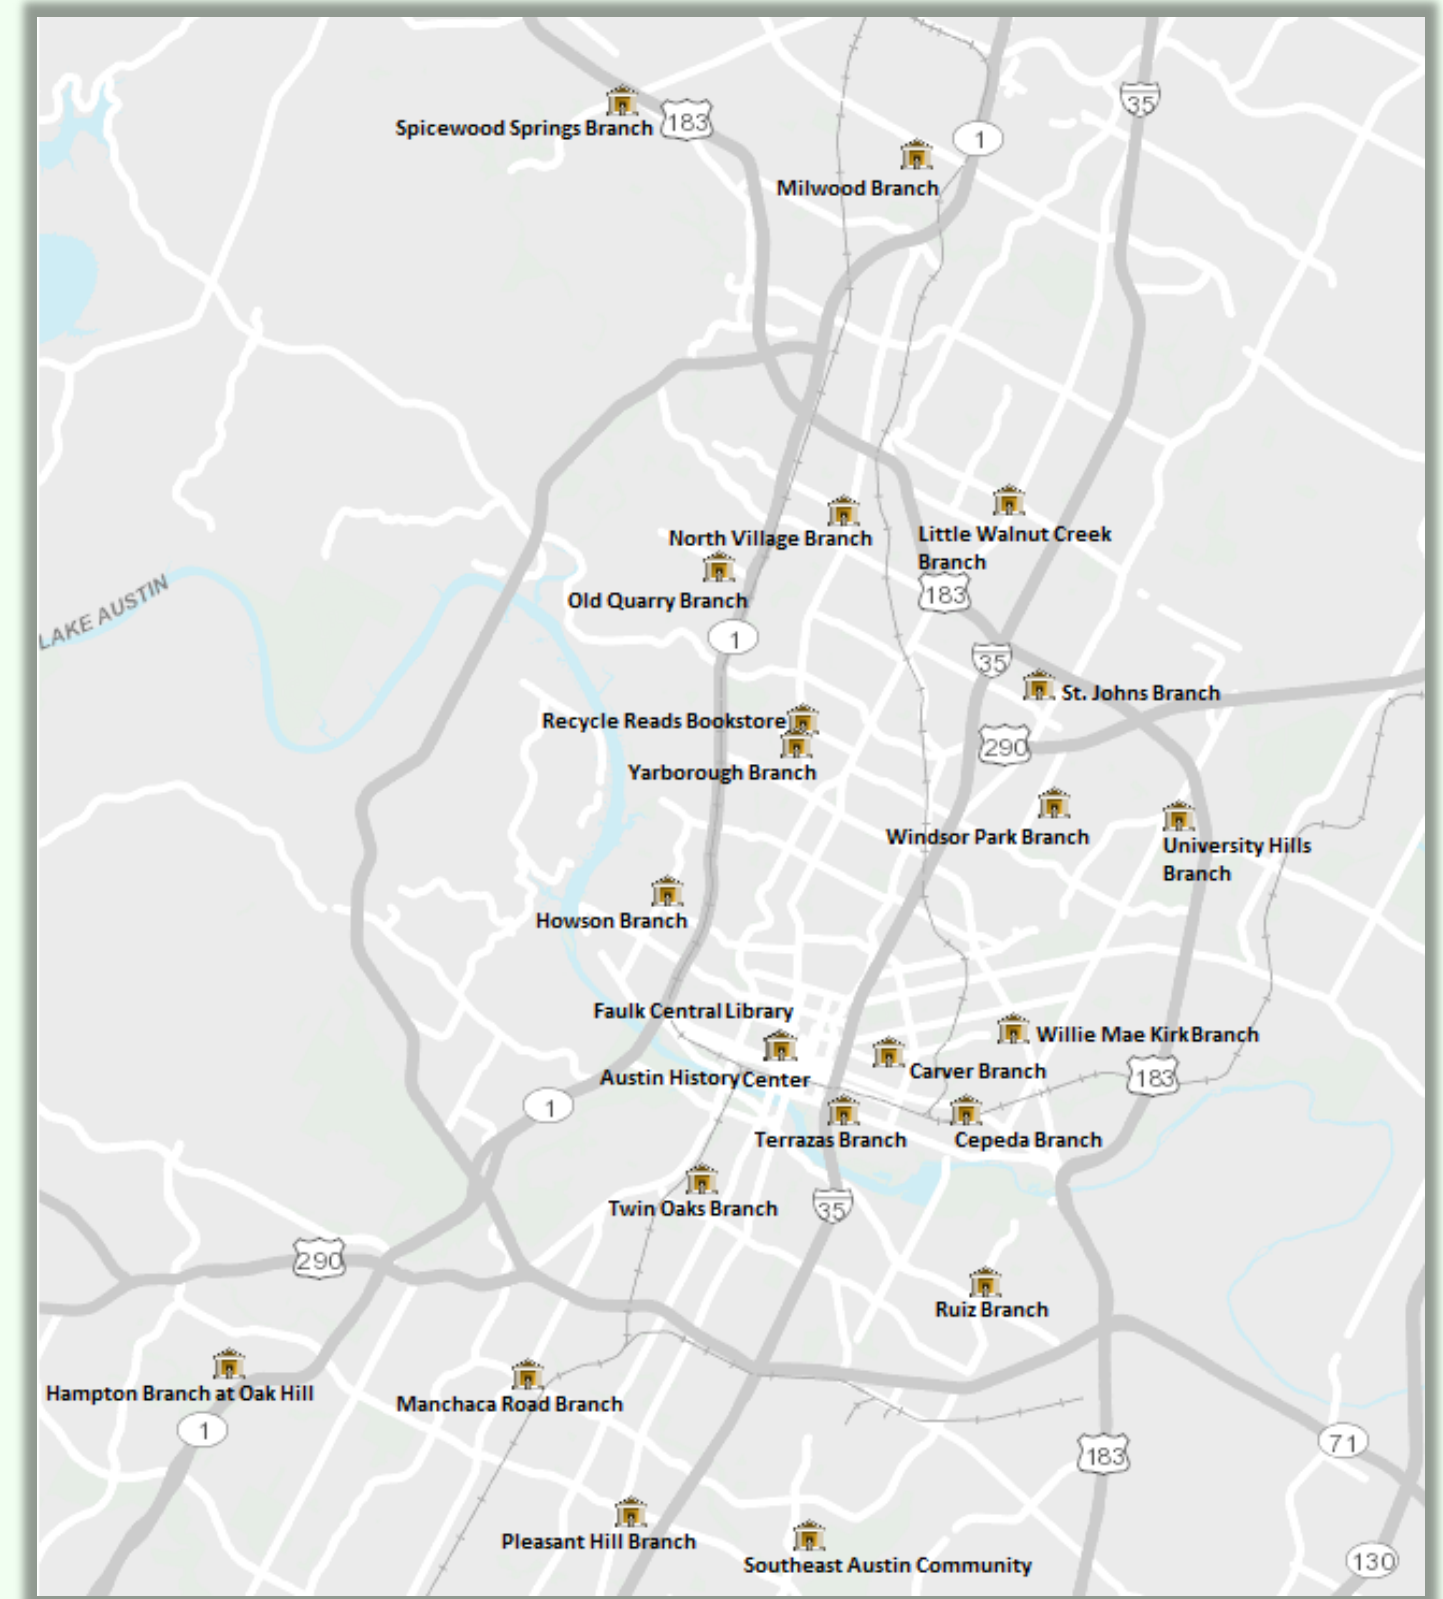 35
Spicewood Springs Branch
183
1
Milwood Branch
North Village Branch
Little Walnut Creek
Branch
183
Old Quarry Branch
LAKE AUSTIN
1
35
St. Johns Branch
Recycle Reads Bookstore
290
Yarborough Branch
Windsor Park Branch
University Hills
Branch
Howson Branch
Faulk Central Library
Willie Mae Kirk Branch
Carver Branch
183
Austin History Center
1
Terrazas Branch
Cepeda Branch
Twin Oaks Branch
35
290
Ruiz Branch
Hampton Branch at Oak Hill
Manchaca Road Branch
1
71
183
Pleasant Hill Branch
Southeast Austin Community
130